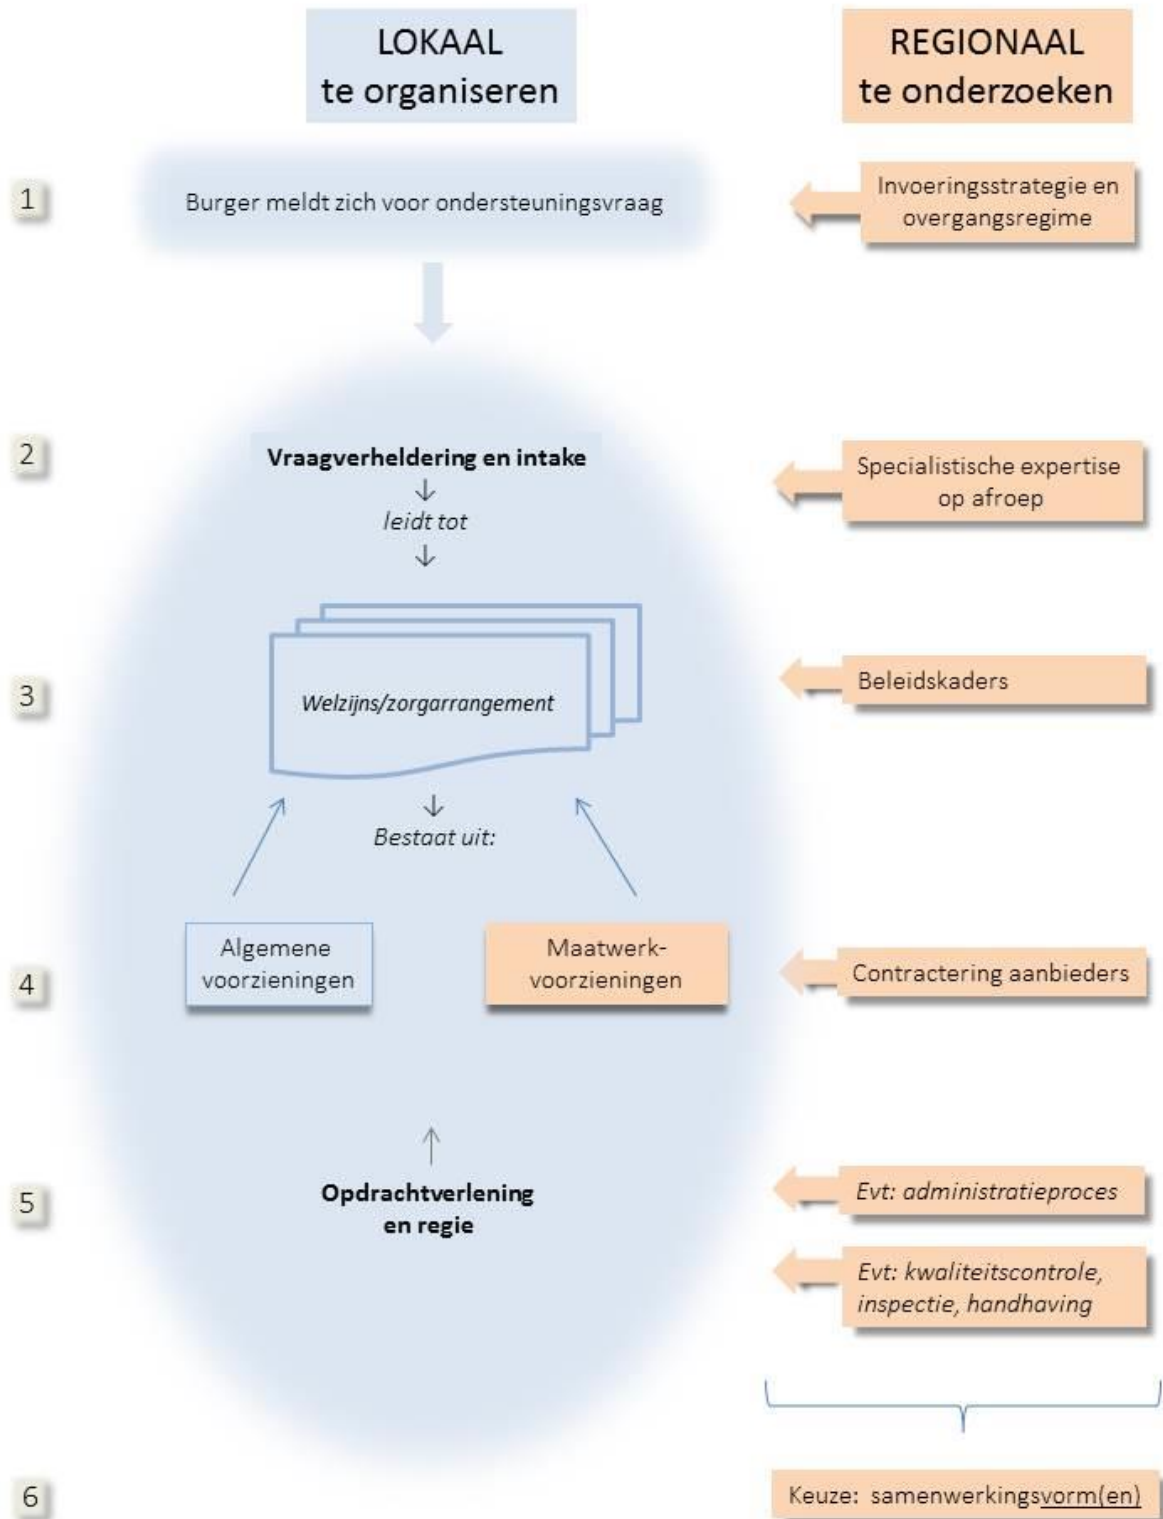 LOKAAL
te organiseren
REGIONAAL
te onderzoeken
1
Burger meldt zich voor ondersteuningsvraag
Invoeringsstrategie en
overgangsregime
2
Vraagverheldering en intake
↓
leidt tot
↓
Specialistische expertise
op afroep
3
Welzijns/zorgarrangement
Beleidskaders
↓
Bestaat uit:
4
Algemene
voorzieningen
Maatwerk-
voorzieningen
Contractering aanbieders
↑
5
Opdrachtverlening
en regie
Evt: administratieproces
Evt: kwaliteitscontrole,
inspectie, handhaving
6
Keuze: samenwerkingsvorm(en)